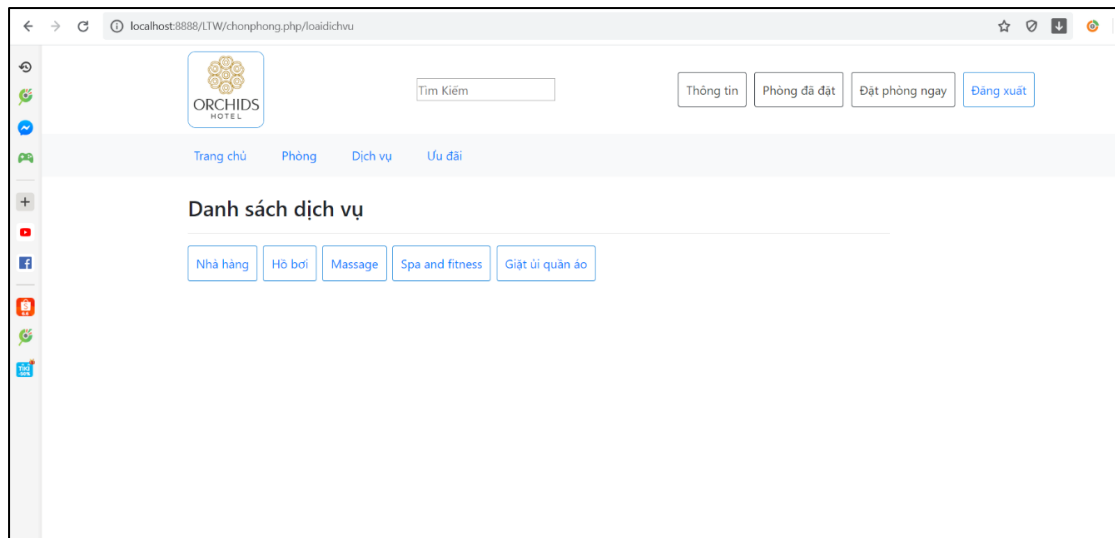 localhost:8888/LTW/chonphong.php/loaidichvu
ORCHIDS
HOTEL
Tìm Kiếm
Thông tin
Phòng đã đặt
Đặt phòng ngay
Đăng xuất
Trang chủ
Phòng
Dịch vụ
Ưu đãi
Danh sách dịch vụ
Nhà hàng
Hồ bơi
Massage
Spa and fitness
Giặt ủi quần áo